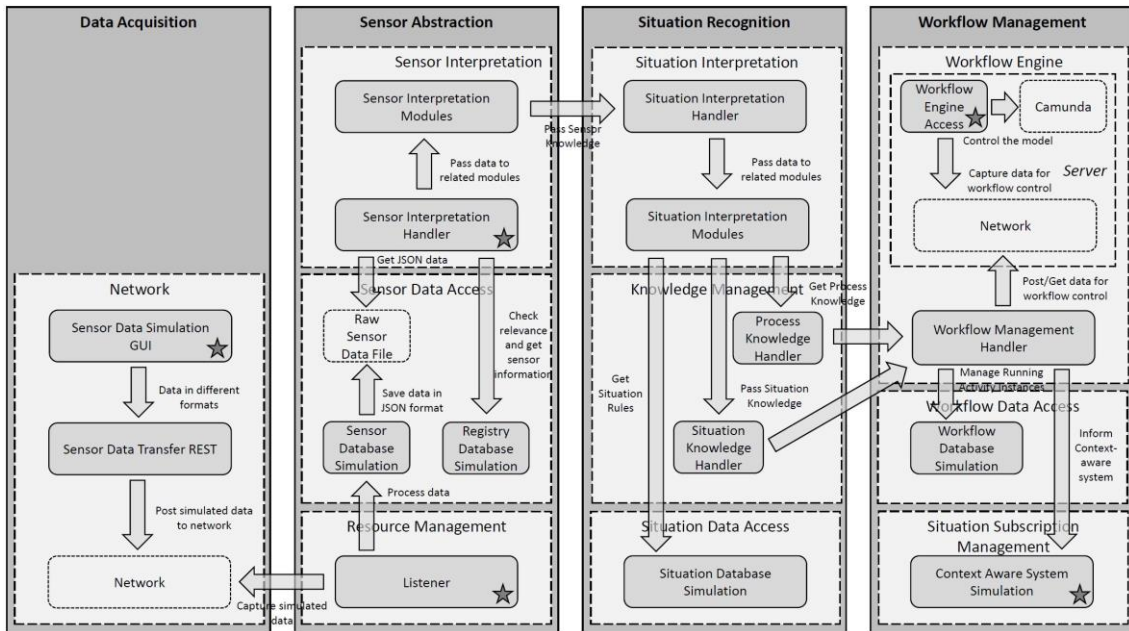 Data Acquisition
Network
Sensor Data Simulation
GUI
Data in different
formats
Sensor Data Transfer REST
Post simulated data
to network
Network
Sensor Abstraction
Sensor Interpretation
Sensor Interpretation
Modules
Pass data to
related modules
Sensor Interpretation
Handler
Get JSON data
Sensor Data Access
Raw
Sensor
Data File
Check
relevance and get
sensor
information
Save data in
JSON format
Sensor
Database
Simulation
Registry
Database
Simulation
Process data
Resource Management
Listener
Capture simulated
data
Pass Sensor
Knowledge
Situation Recognition
Situation Interpretation
Situation Interpretation
Handler
Pass data to
related modules
Situation Interpretation
Modules
Knowledge Management
Get Process
Knowledge
Process
Knowledge
Handler
Get
Situation
Rules
Pass Situation
Knowledge
Situation
Knowledge
Handler
Situation Data Access
Situation Database
Simulation
Workflow Management
Workflow Engine
Workflow
Engine
Access
Camunda
Control the model
Server
Capture data for
workflow control
Network
Post/Get data for
workflow control
Workflow Management
Handler
Manage Running
Activity Instances
Workflow Data Access
Workflow
Database
Simulation
Inform
Context-
aware
system
Situation Subscription
Management
Context Aware System
Simulation